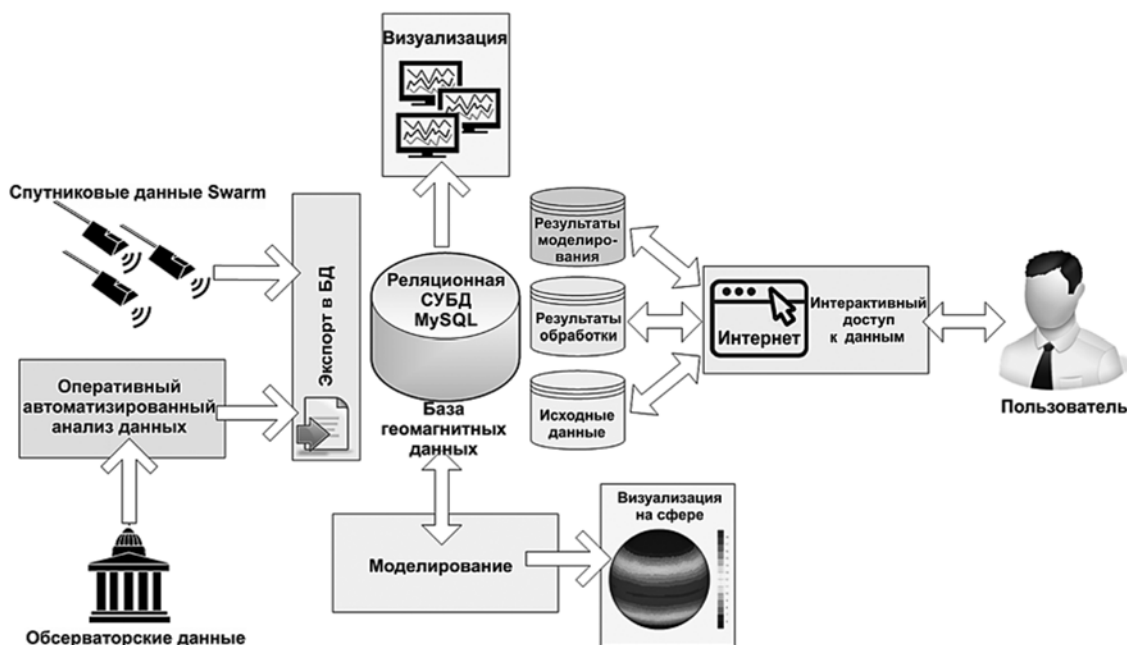 Визуализация
Спутниковые данные Swarm
Экспорт в БД
Реляционная
СУБД
MySQL
База
геомагнитных
данных
Результаты
моделиро-
вания
Результаты
обработки
Исходные
данные
Интернет
Интерактивный
доступ
к данным
Пользователь
Оперативный
автоматизированный
анализ данных
Обсерваторские данные
Моделирование
Визуализация
на сфере